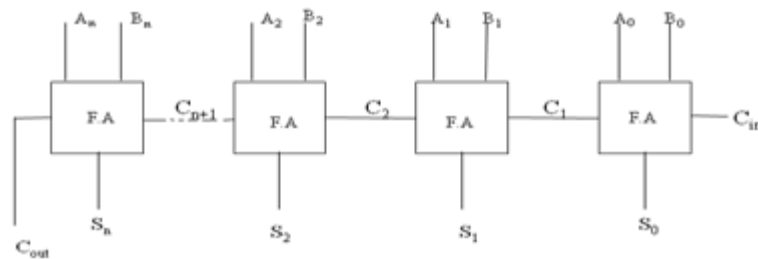 Aₙ Bₙ A₂ B₂ A₁ B₁ A₀ B₀
F.A Cₙ₊₁ F.A C₂ F.A C₁ F.A Cᵢₙ
Sₙ S₂ S₁ S₀
Cₒᵤₜ